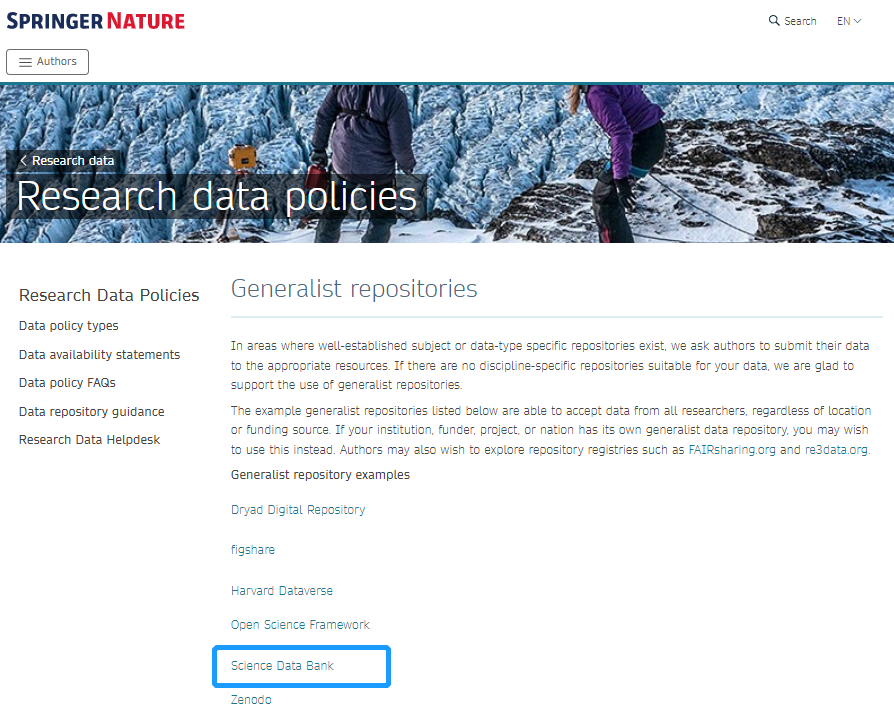 SPRINGER NATURE
Search
EN
Authors
Research data
Research data policies
Research Data Policies
Data policy types
Data availability statements
Data policy FAQs
Data repository guidance
Research Data Helpdesk
Generalist repositories
In areas where well-established subject or data-type specific repositories exist, we ask authors to submit their data
to the appropriate resources. If there are no discipline-specific repositories suitable for your data, we are glad to
support the use of generalist repositories.
The example generalist repositories listed below are able to accept data from all researchers, regardless of location
or funding source. If your institution, funder, project, or nation has its own generalist data repository, you may wish
to use this instead. Authors may also wish to explore repository registries such as FAIRsharing.org and re3data.org.
Generalist repository examples
Dryad Digital Repository
figshare
Harvard Dataverse
Open Science Framework
Science Data Bank
Zenodo